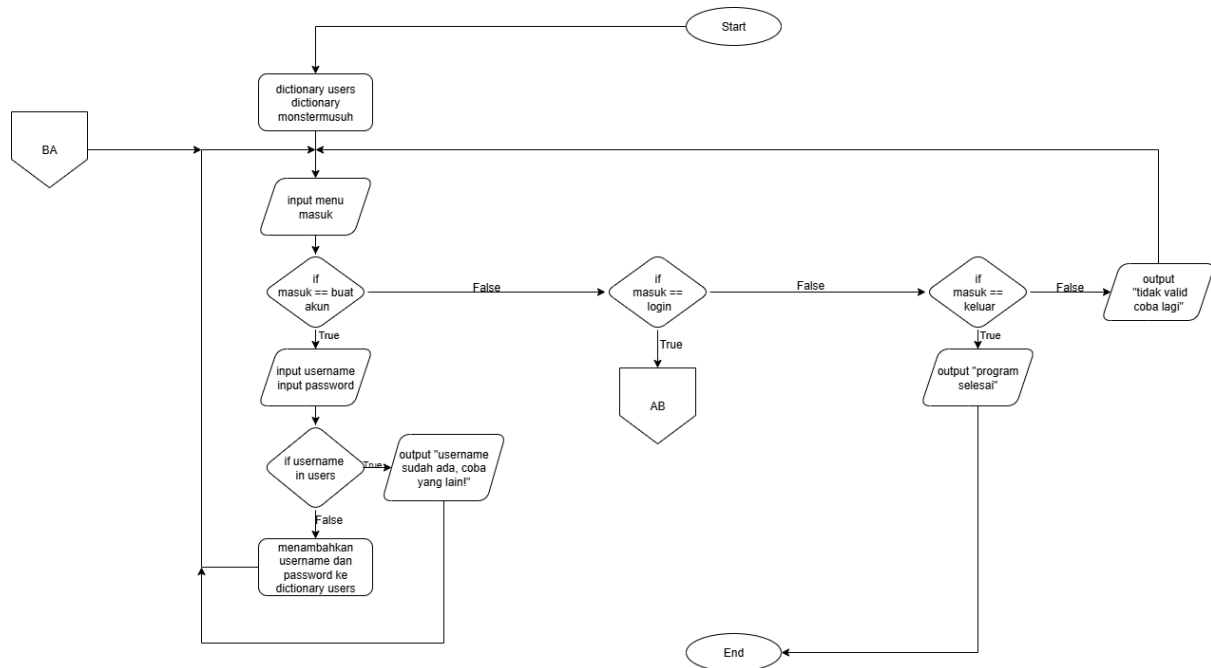 Start
dictionary users
dictionary
monstermusuh
BA
input menu
masuk
if
masuk == buat
akun
False
if
masuk ==
login
False
if
masuk ==
keluar
False
output
"tidak valid
coba lagi"
True
True
True
input username
input password
AB
output "program
selesai"
if username
in users
True
output "username
sudah ada, coba
yang lain!"
False
menambahkan
username dan
password ke
dictionary users
End